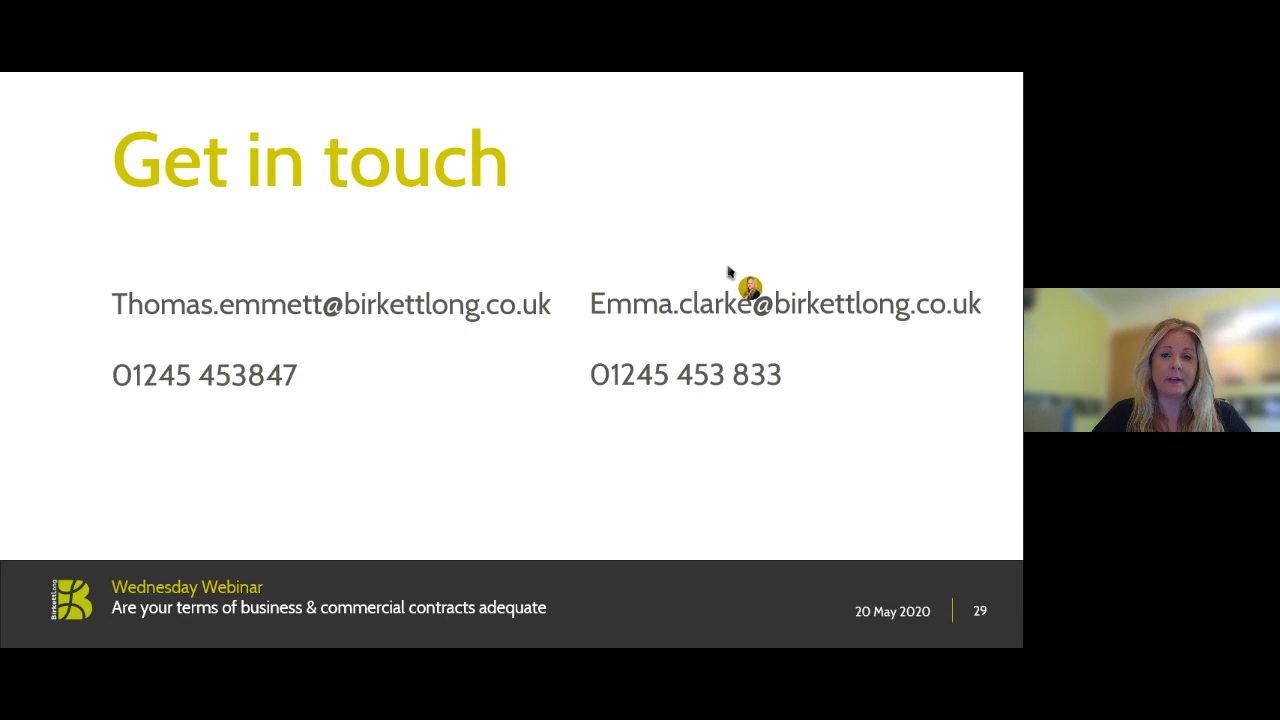 Get in touch
Thomas.emmett@birkettlong.co.uk
01245 453847
Emma.clarke@birkettlong.co.uk
01245 453 833
BirkettLong
Wednesday Webinar
Are your terms of business & commercial contracts adequate
20 May 2020
29